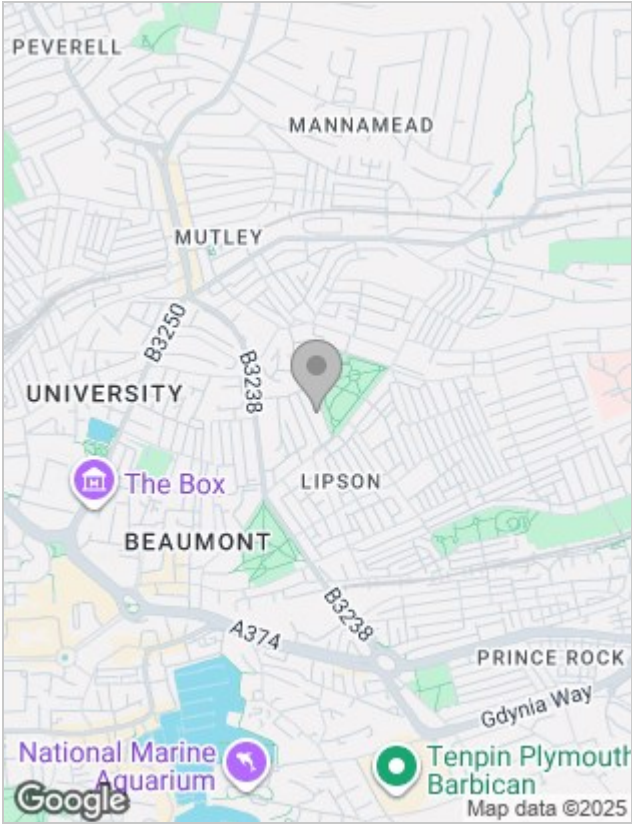 PEVERELL
MANNAMEAD
MUTLEY
B3250
B3238
UNIVERSITY
The Box
LIPSON
BEAUMONT
B3238
A374
PRINCE ROCK
Gdynia Way
National Marine
Aquarium
Tenpin Plymouth
Barbican
Google
Map data ©2025